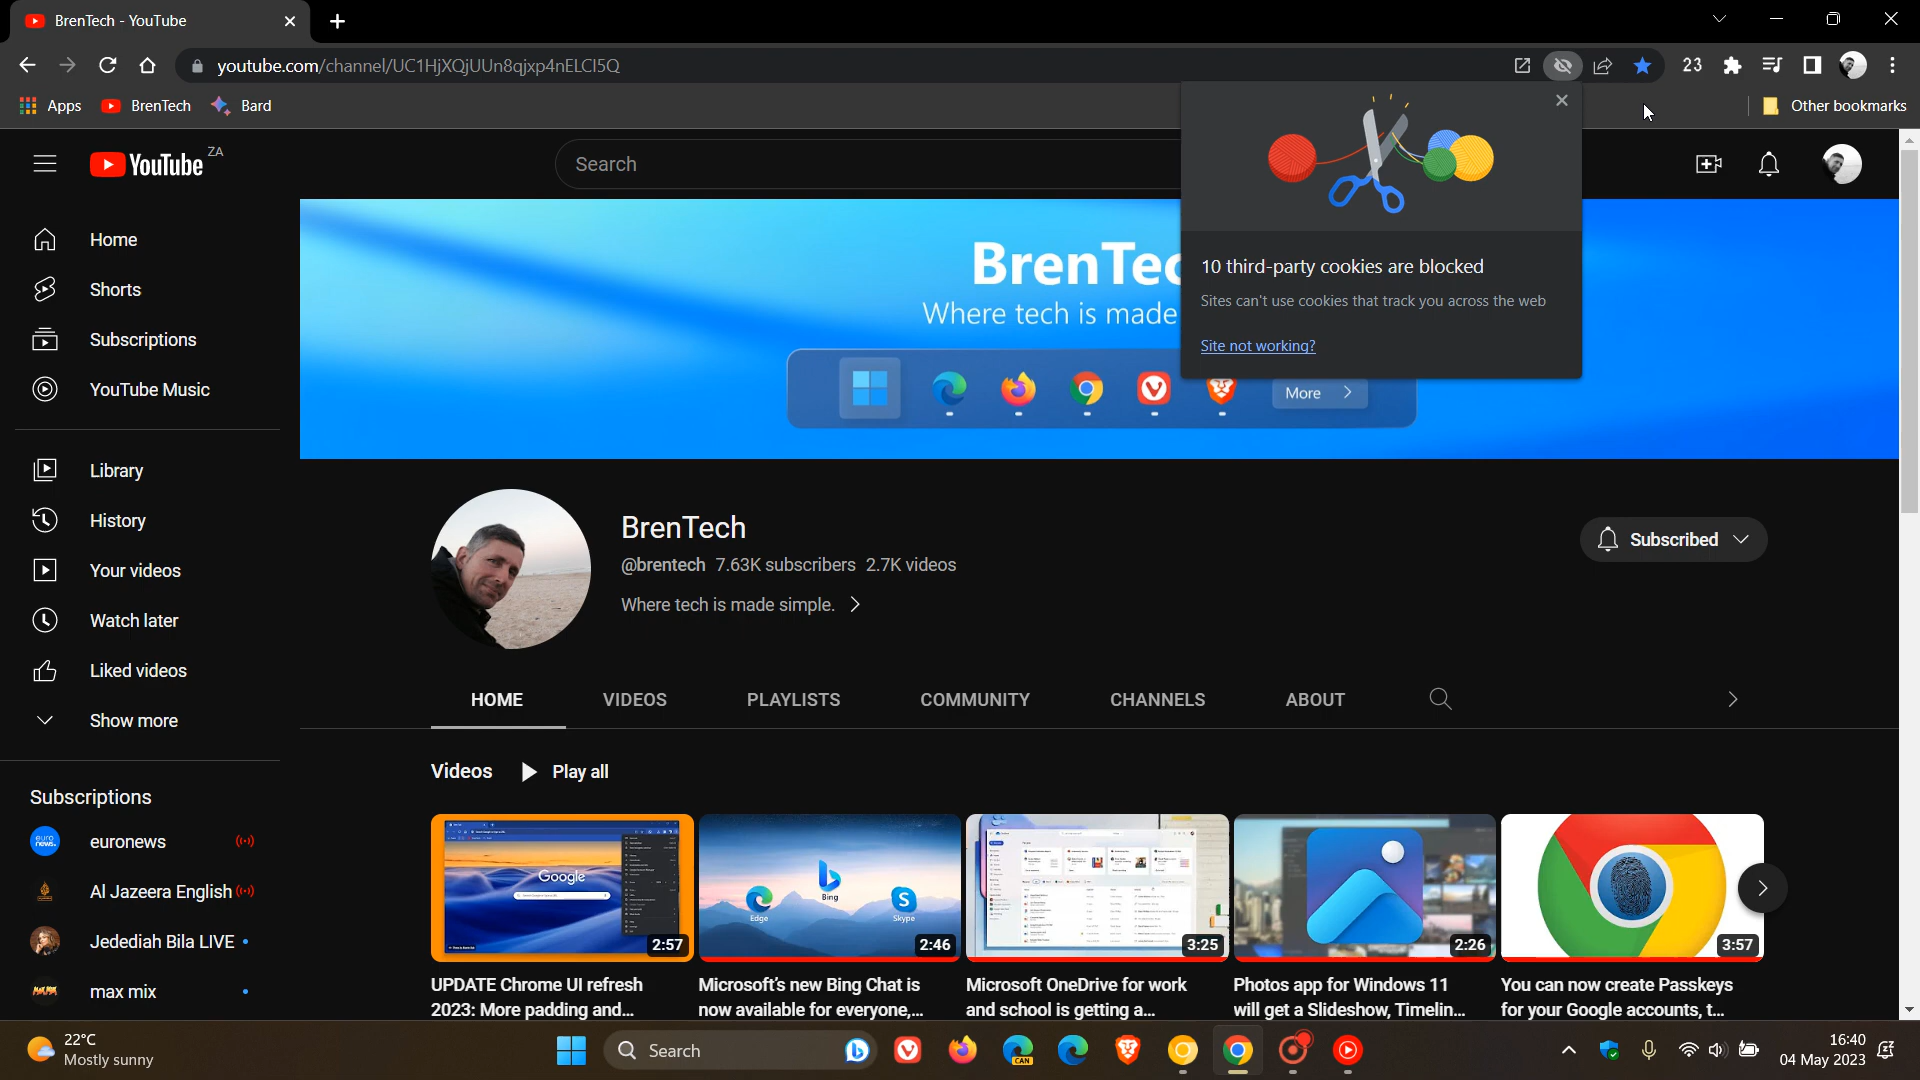 BrenTech - YouTube
youtube.com/channel/UC1HjXQjUUn8qjxp4nELCI5Q
23
Apps
BrenTech
Bard
Other bookmarks
YouTube ZA
Search
10 third-party cookies are blocked
Sites can't use cookies that track you across the web
Site not working?
BrenTec
Where tech is made
More
Home
Shorts
Subscriptions
YouTube Music
Library
History
Your videos
Watch later
Liked videos
Show more
Subscriptions
euro news.
euronews
Al Jazeera English
Jedediah Bila LIVE
MAX MIX
max mix
BrenTech
@brentech 7.63K subscribers 2.7K videos
Where tech is made simple.
Subscribed
HOME
VIDEOS
PLAYLISTS
COMMUNITY
CHANNELS
ABOUT
Videos
Play all
Google
2:57
Edge
Bing
Skype
2:46
3:25
2:26
3:57
UPDATE Chrome UI refresh
2023: More padding and...
Microsoft's new Bing Chat is
now available for everyone,...
Microsoft OneDrive for work
and school is getting a...
Photos app for Windows 11
will get a Slideshow, Timelin...
You can now create Passkeys
for your Google accounts, t...
22°C
Mostly sunny
Search
CAN
16:40
04 May 2023